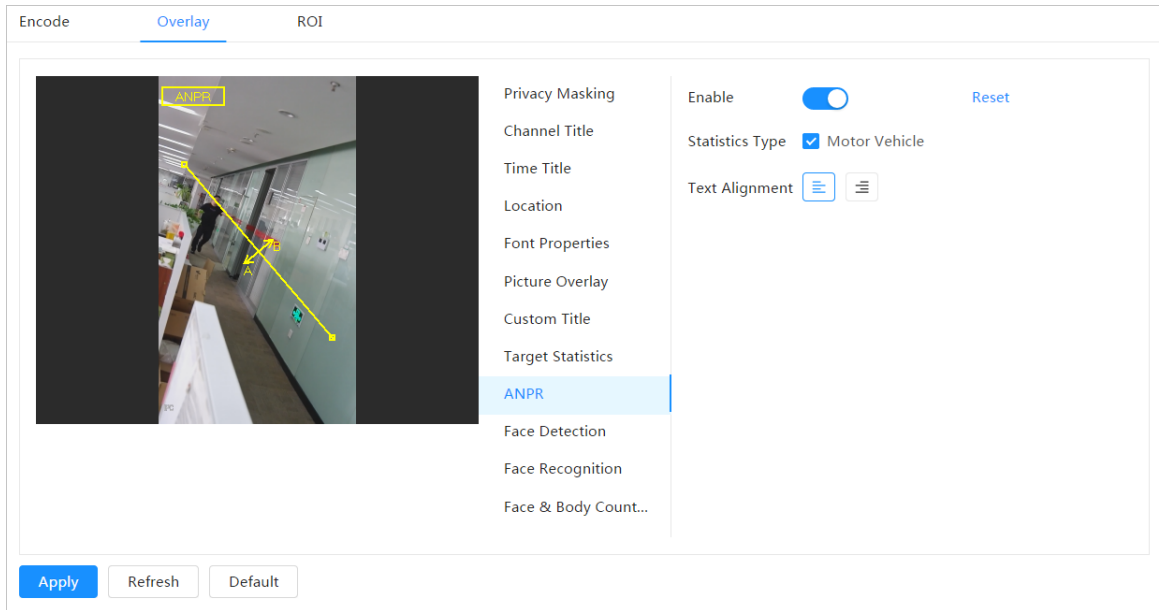 Encode Overlay ROI
ANPR
B
A
Privacy Masking
Channel Title
Time Title
Location
Font Properties
Picture Overlay
Custom Title
Target Statistics
ANPR
Face Detection
Face Recognition
Face & Body Count...
Enable Reset
Statistics Type Motor Vehicle
Text Alignment
Apply Refresh Default